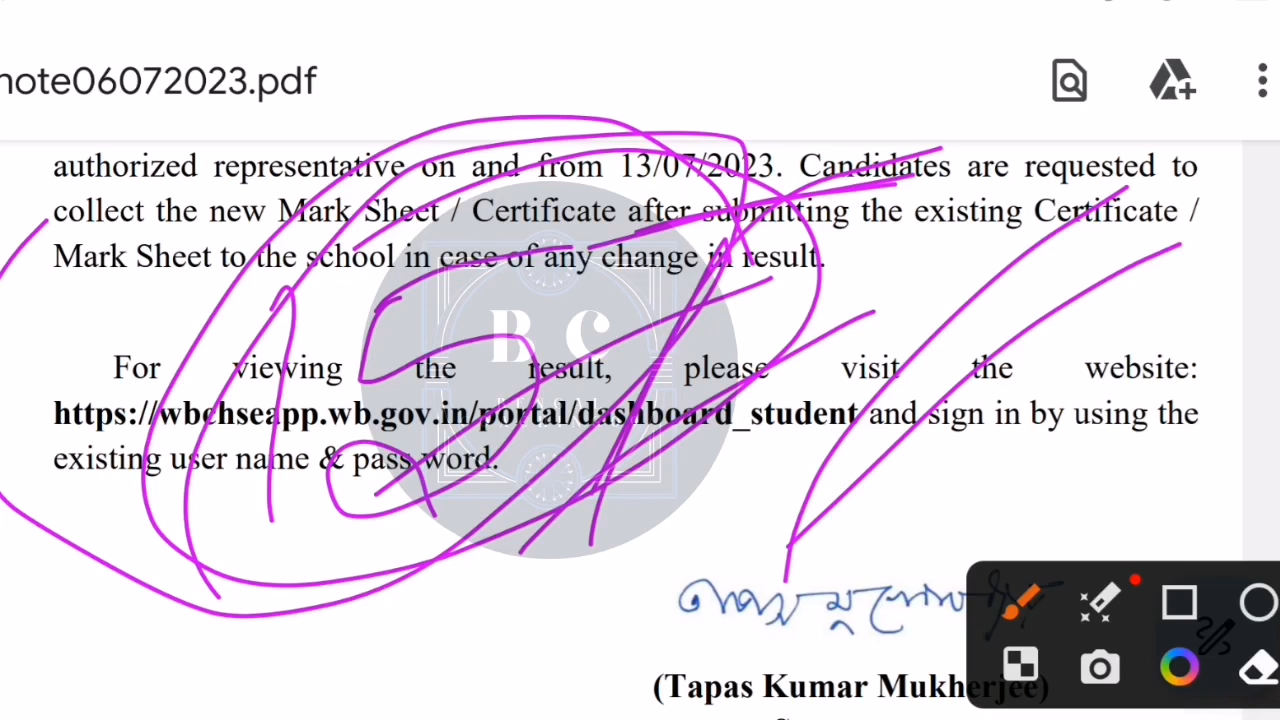 note06072023.pdf
authorized representative on and from 13/07/2023. Candidates are requested to
collect the new Mark Sheet / Certificate after submitting the existing Certificate /
Mark Sheet to the school in case of any change in result.
For viewing the result, please visit the website:
https://wbchseapp.wb.gov.in/portal/dashboard_student and sign in by using the
existing user name & pass word.
B C
(Tapas Kumar Mukherjee)